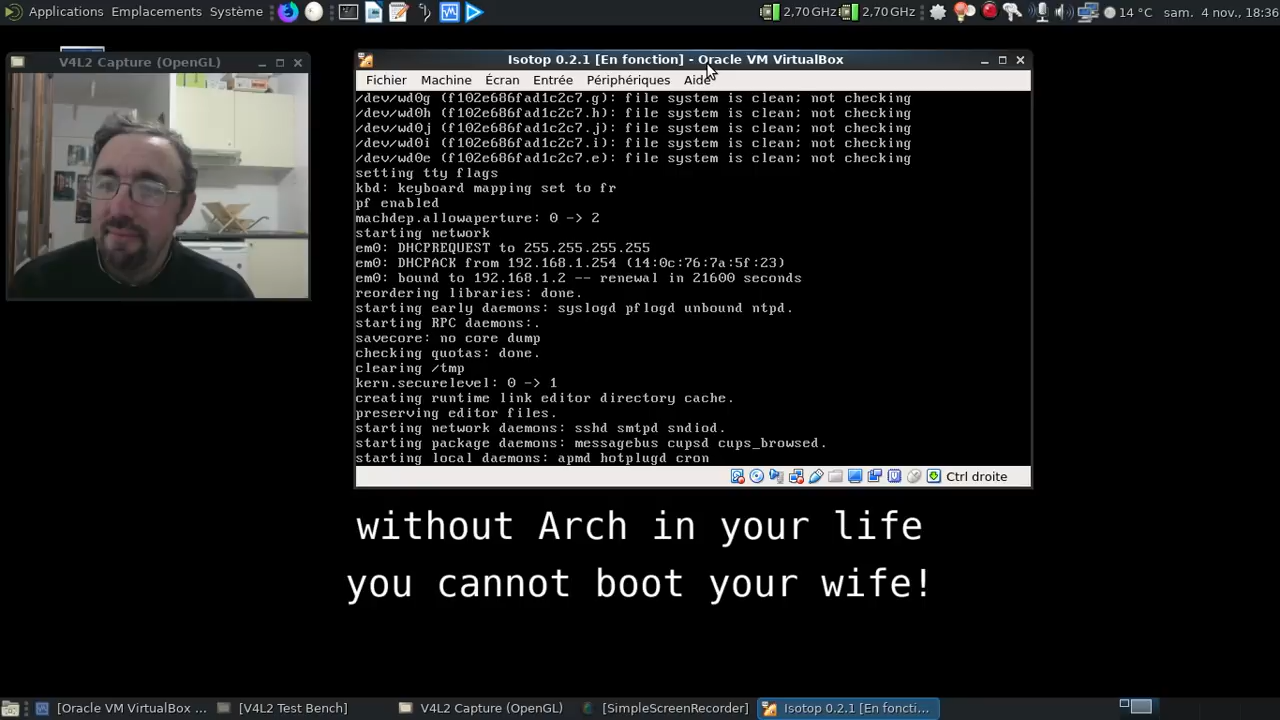 Applications Emplacements Système 2,70 GHz 2,70 GHz 14 °C sam. 4 nov., 18:36
V4L2 Capture (OpenGL)
Isotop 0.2.1 [En fonction] - Oracle VM VirtualBox
Fichier Machine Écran Entrée Périphériques Aide
/dev/wd0g (f102e686fad1c2c7.g): file system is clean; not checking
/dev/wd0h (f102e686fad1c2c7.h): file system is clean; not checking
/dev/wd0j (f102e686fad1c2c7.j): file system is clean; not checking
/dev/wd0i (f102e686fad1c2c7.i): file system is clean; not checking
/dev/wd0e (f102e686fad1c2c7.e): file system is clean; not checking
setting tty flags
kbd: keyboard mapping set to fr
pf enabled
machdep.allowaperture: 0 -> 2
starting network
em0: DHCPREQUEST to 255.255.255.255
em0: DHCPACK from 192.168.1.254 (14:0c:76:7a:5f:23)
em0: bound to 192.168.1.2 -- renewal in 21600 seconds
reordering libraries: done.
starting early daemons: syslogd pflogd unbound ntpd.
starting RPC daemons:.
savecore: no core dump
checking quotas: done.
clearing /tmp
kern.securelevel: 0 -> 1
creating runtime link editor directory cache.
preserving editor files.
starting network daemons: sshd smtpd sndiod.
starting package daemons: messagebus cupsd cups_browsed.
starting local daemons: apmd hotplugd cron
Ctrl droite
without Arch in your life
you cannot boot your wife!
[Oracle VM VirtualBox ... [V4L2 Test Bench] V4L2 Capture (OpenGL) [SimpleScreenRecorder] Isotop 0.2.1 [En foncti...